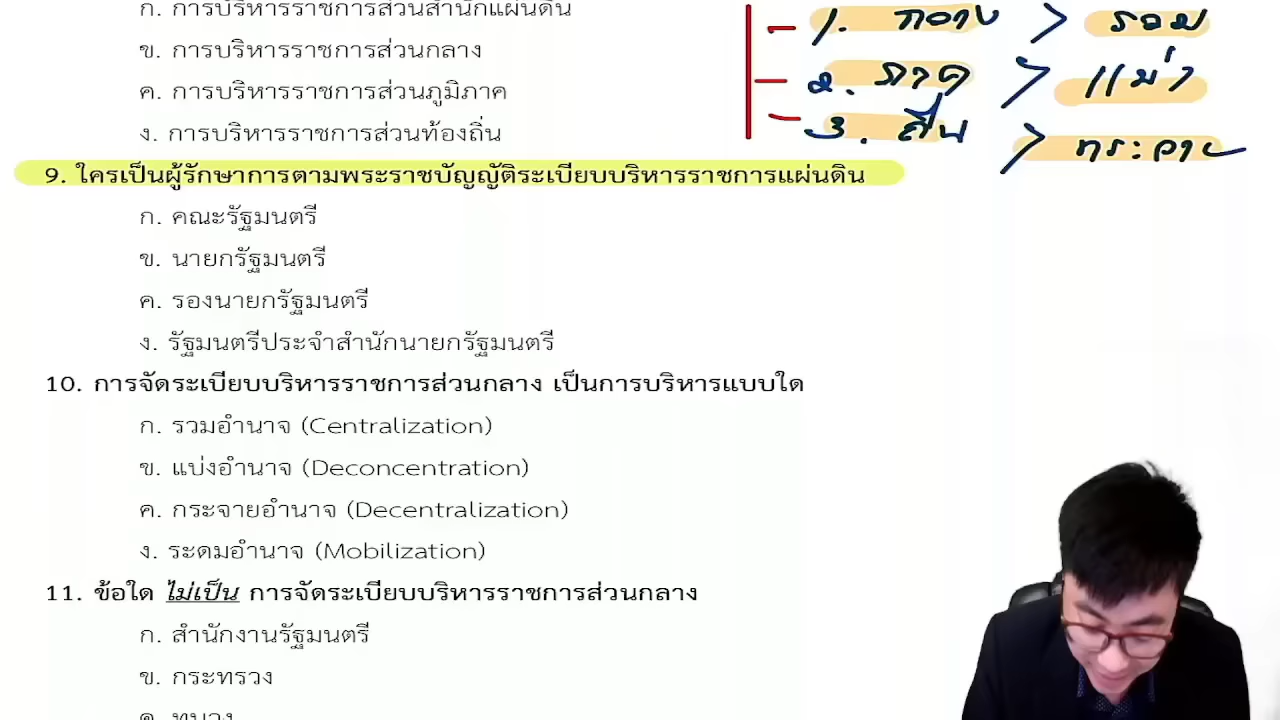 ก. การบริหารราชการส่วนสำนักแผ่นดิน
ข. การบริหารราชการส่วนกลาง
ค. การบริหารราชการส่วนภูมิภาค
ง. การบริหารราชการส่วนท้องถิ่น
1. กลาง > รวม
2. ภาค > แบ่ง
3. ถิ่น > กระจาย
9. ใครเป็นผู้รักษาการตามพระราชบัญญัติระเบียบบริหารราชการแผ่นดิน
ก. คณะรัฐมนตรี
ข. นายกรัฐมนตรี
ค. รองนายกรัฐมนตรี
ง. รัฐมนตรีประจำสำนักนายกรัฐมนตรี
10. การจัดระเบียบบริหารราชการส่วนกลาง เป็นการบริหารแบบใด
ก. รวมอำนาจ (Centralization)
ข. แบ่งอำนาจ (Deconcentration)
ค. กระจายอำนาจ (Decentralization)
ง. ระดมอำนาจ (Mobilization)
11. ข้อใด ไม่เป็น การจัดระเบียบบริหารราชการส่วนกลาง
ก. สำนักงานรัฐมนตรี
ข. กระทรวง
ค. ทบวง